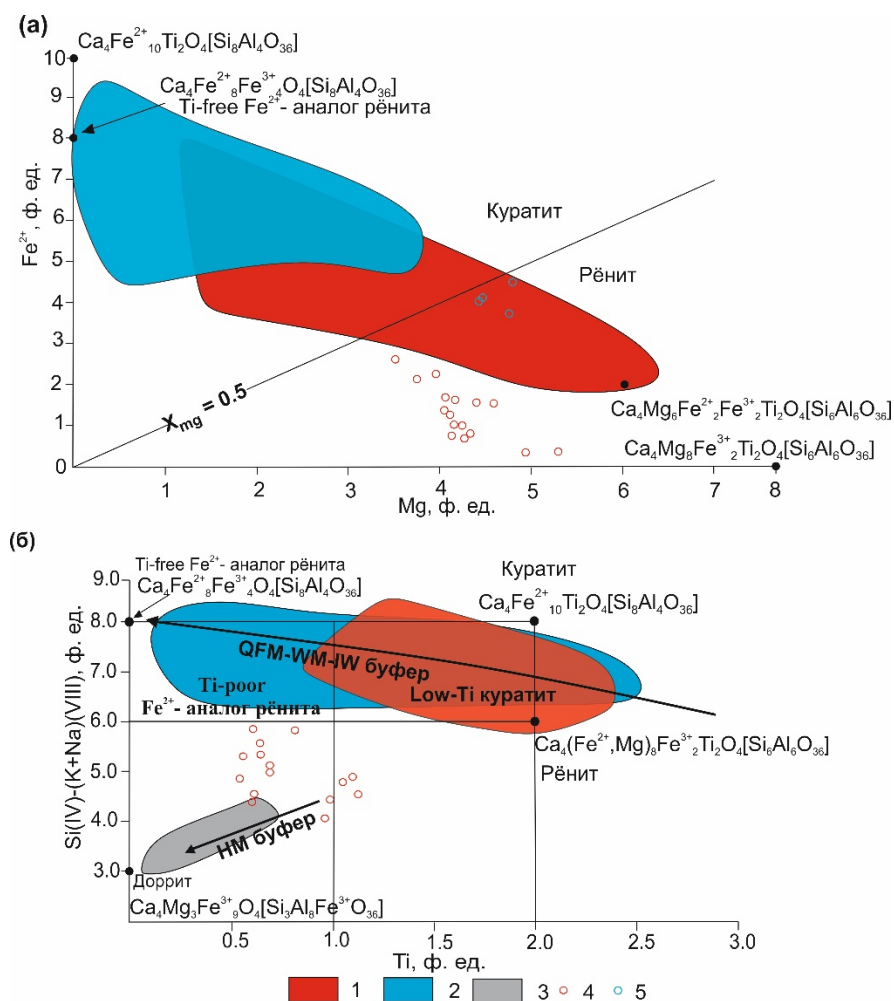 (а)
Ca₄Fe²⁺₁₀Ti₂O₄[Si₈Al₄O₃₆]
Ca₄Fe²⁺₈Fe³⁺₄O₄[Si₈Al₄O₃₆]
Ti-free Fe²⁺- аналог рёнита
10
9
8
7
6
5
4
3
2
1
0
Fe²⁺, ф. ед.
Куратит
Рёнит
Xmg = 0.5
Ca₄Mg₆Fe²⁺₂Fe³⁺₂Ti₂O₄[Si₆Al₆O₃₆]
Ca₄Mg₈Fe³⁺₂Ti₂O₄[Si₆Al₆O₃₆]
1 2 3 4 5 6 7 8
Mg, ф. ед.
(б)
Ti-free Fe²⁺- аналог рёнита
Ca₄Fe²⁺₈Fe³⁺₄O₄[Si₈Al₄O₃₆]
Куратит
Ca₄Fe²⁺₁₀Ti₂O₄[Si₈Al₄O₃₆]
9.0
8.0
7.0
6.0
5.0
4.0
3.0
Si(IV)-(K+Na)(VIII), ф. ед.
QFM-WM-IW буфер
Ti-poor
Fe²⁺- аналог рёнита
Low-Ti куратит
Ca₄(Fe²⁺,Mg)₈Fe³⁺₂Ti₂O₄[Si₆Al₆O₃₆]
Рёнит
HM буфер
Доррит
Ca₄Mg₃Fe³⁺₉O₄[Si₃Al₈Fe³⁺O₃₆]
0.5 1.0 1.5 2.0 2.5 3.0
Ti, ф. ед.
1 2 3 4 5